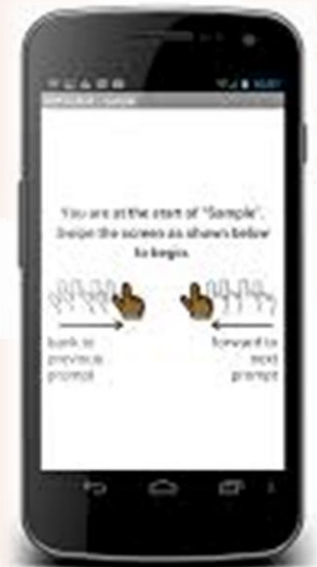 You are at the start of "Sample".
Swipe the screen as shown below
to begin.
back to
previous
prompt
forward to
next
prompt